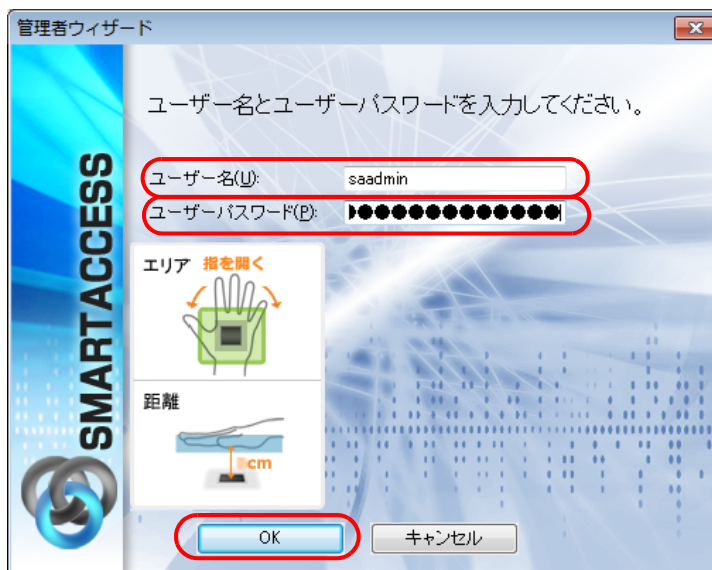 管理者ウィザード
ユーザー名とユーザーパスワードを入力してください。
ユーザー名(U):
saadmin
ユーザーパスワード(P):
エリア
指を開く
距離
cm
SMARTACCESS
OK
キャンセル